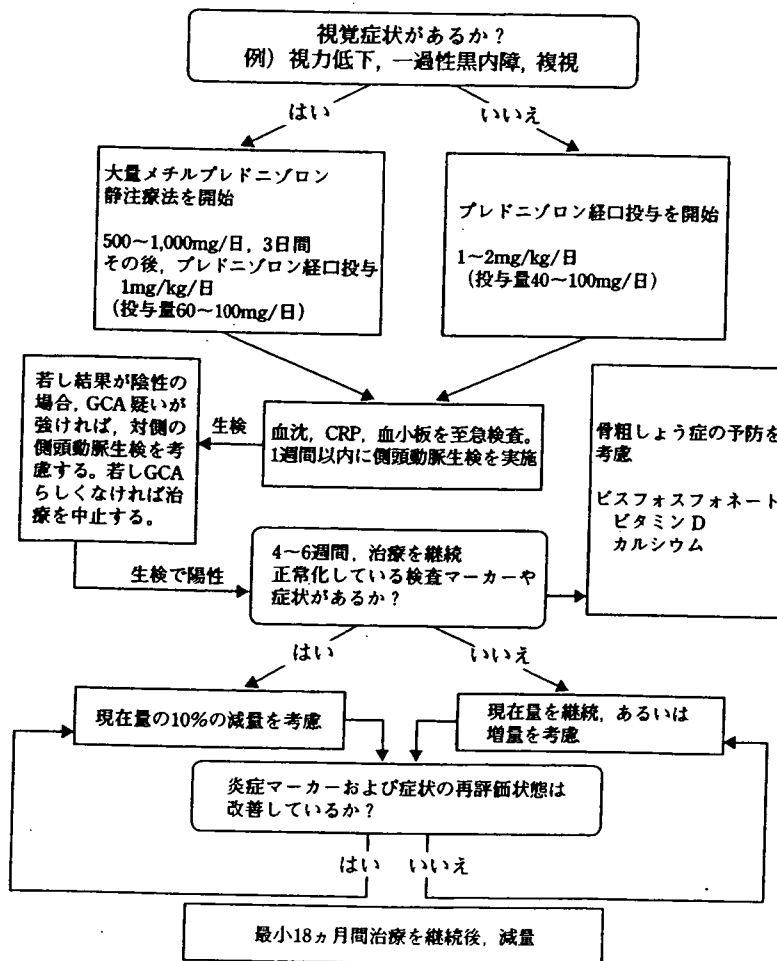 視覚症状があるか？
例）視力低下，一過性黒内障，複視
はい
いいえ
大量メチルプレドニゾロン
静注療法を開始
500～1,000mg/日，3日間
その後，プレドニゾロン経口投与
1mg/kg/日
（投与量60～100mg/日）
プレドニゾロン経口投与を開始
1～2mg/kg/日
（投与量40～100mg/日）
若し結果が陰性の
場合，GCA 疑いが
強ければ，対側の
側頭動脈生検を考
慮する。若しGCA
らしくなければ治
療を中止する。
生検
血沈，CRP，血小板を至急検査。
1週間以内に側頭動脈生検を実施
骨粗しょう症の予防を
考慮
ビスフォスフォネート
ビタミン D
カルシウム
生検で陽性
4～6週間，治療を継続
正常化している検査マーカーや
症状があるか？
はい
いいえ
現在量の10%の減量を考慮
現在量を継続，あるいは
増量を考慮
炎症マーカーおよび症状の再評価状態は
改善しているか？
はい
いいえ
最小18ヵ月間治療を継続後，減量